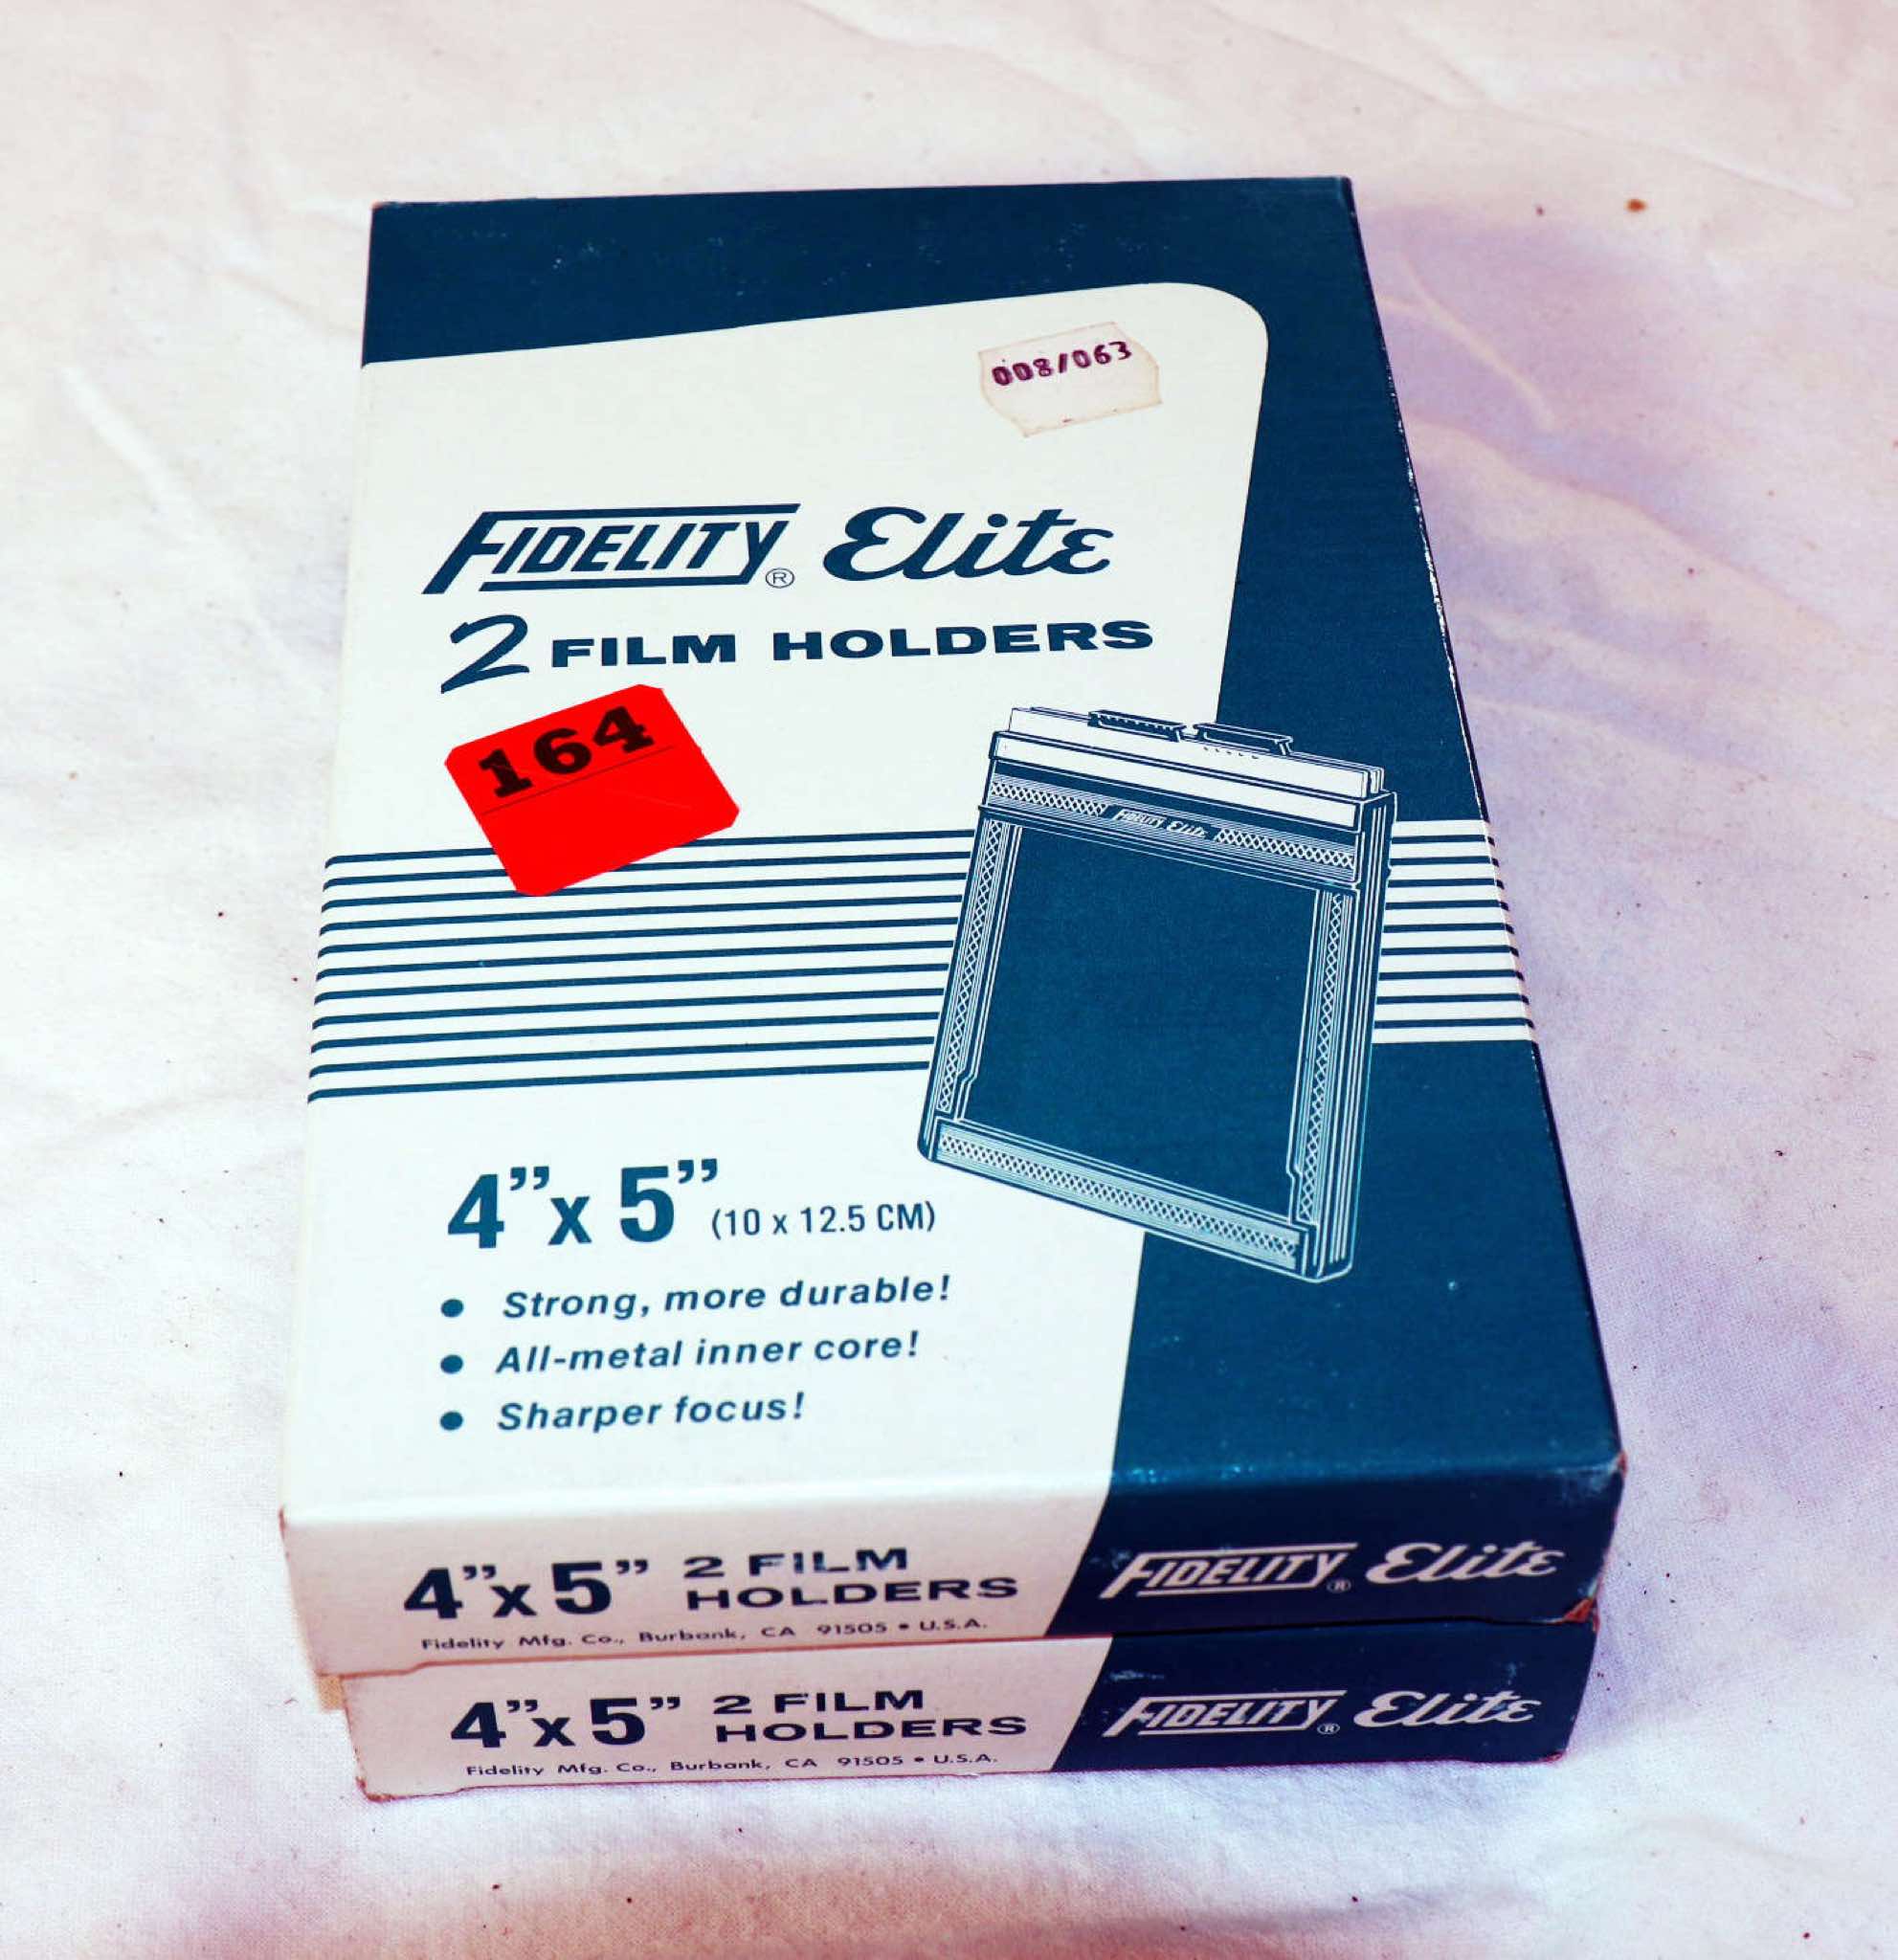 008/063
FIDELITY® Elite
2 FILM HOLDERS
164
FIDELITY Elite
4”x 5” (10 x 12.5 CM)
• Strong, more durable!
• All-metal inner core!
• Sharper focus!
4”x 5” 2 FILM
HOLDERS
Fidelity Mfg. Co., Burbank, CA 91505 • U.S.A.
FIDELITY® Elite
4”x 5” 2 FILM
HOLDERS
Fidelity Mfg. Co., Burbank, CA 91505 • U.S.A.
FIDELITY® Elite